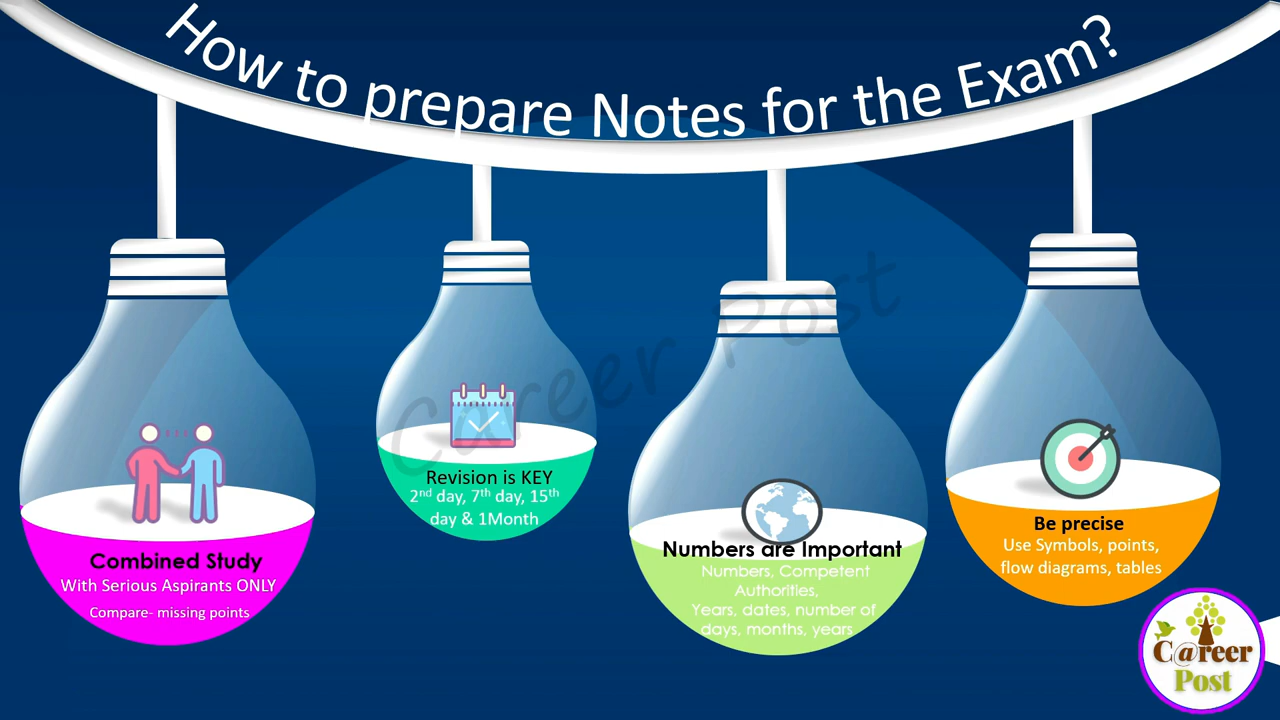 How to prepare Notes for the Exam?
Career Post
Combined Study
With Serious Aspirants ONLY
Compare- missing points
Revision is KEY
2nd day, 7th day, 15th
day & 1Month
Numbers are Important
Numbers, Competent
Authorities,
Years, dates, number of
days, months, years
Be precise
Use Symbols, points,
flow diagrams, tables
C@reer
Post